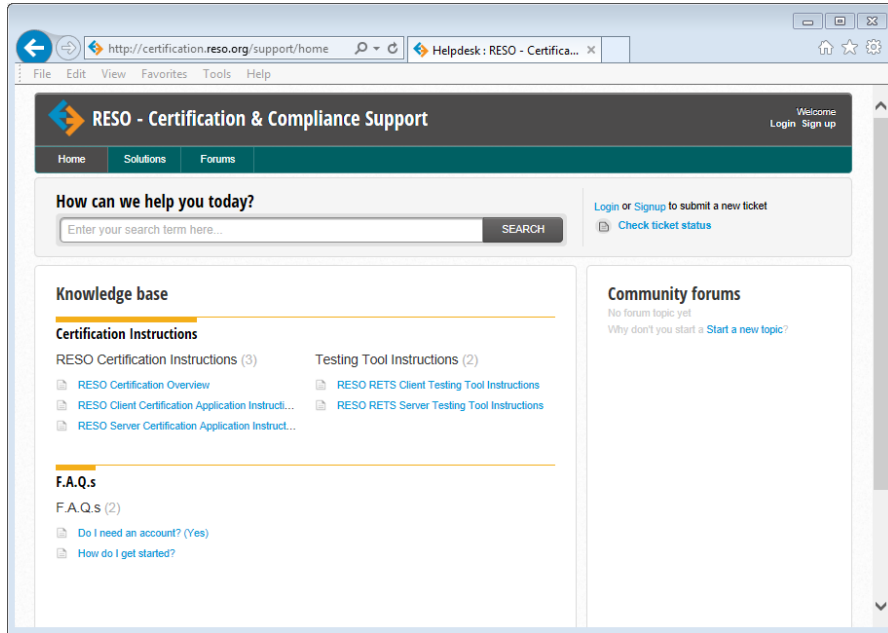 http://certification.reso.org/support/home
Helpdesk : RESO - Certifica...
File Edit View Favorites Tools Help
RESO - Certification & Compliance Support
Welcome
Login Sign up
Home Solutions Forums
How can we help you today?
Enter your search term here...
SEARCH
Login or Signup to submit a new ticket
Check ticket status
Knowledge base
Certification Instructions
RESO Certification Instructions (3)
RESO Certification Overview
RESO Client Certification Application Instructi...
RESO Server Certification Application Instruct...
Testing Tool Instructions (2)
RESO RETS Client Testing Tool Instructions
RESO RETS Server Testing Tool Instructions
F.A.Q.s
F.A.Q.s (2)
Do I need an account? (Yes)
How do I get started?
Community forums
No forum topic yet
Why don't you start a Start a new topic?